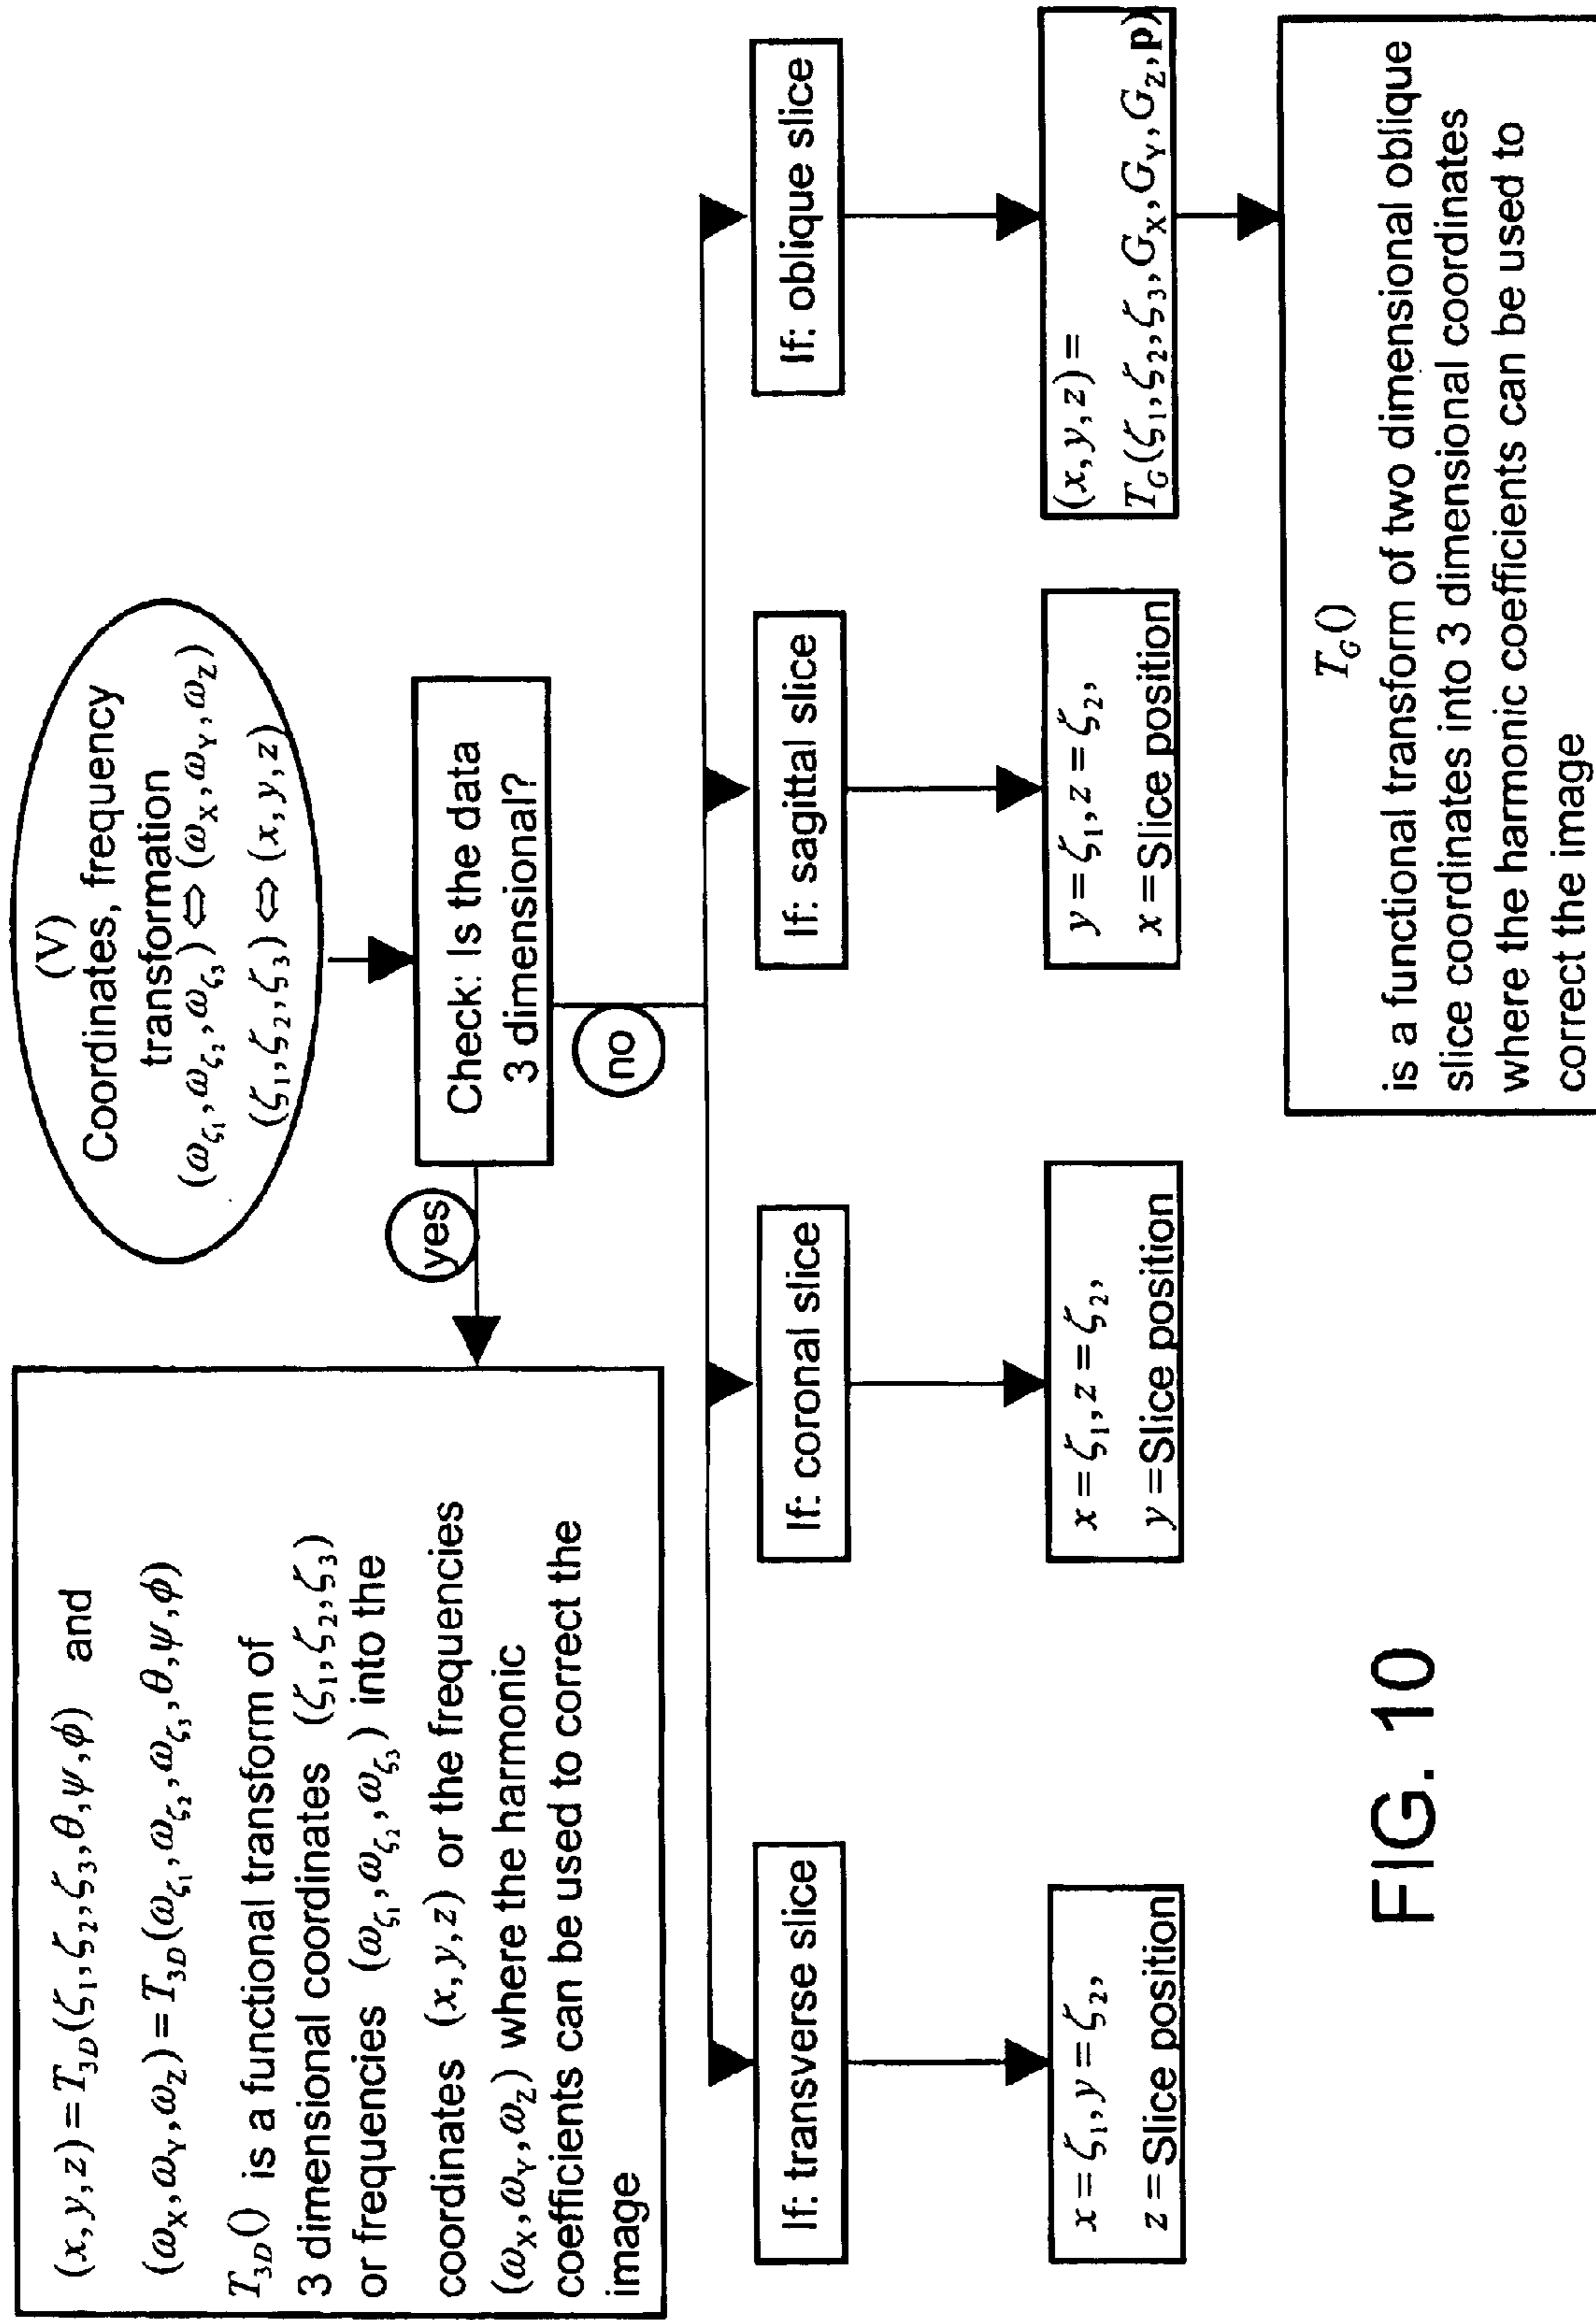 (V)
Coordinates, frequency
transformation
(ω_ζ₁, ω_ζ₂, ω_ζ₃) ⇔ (ω_X, ω_Y, ω_Z)
(ζ₁, ζ₂, ζ₃) ⇔ (x, y, z)
Check: Is the data
3 dimensional?
yes
no
(x, y, z) = T_3D(ζ₁, ζ₂, ζ₃, θ, ψ, ϕ) and
(ω_X, ω_Y, ω_Z) = T_3D(ω_ζ₁, ω_ζ₂, ω_ζ₃, θ, ψ, ϕ)
T_3D() is a functional transform of
3 dimensional coordinates (ζ₁, ζ₂, ζ₃)
or frequencies (ω_ζ₁, ω_ζ₂, ω_ζ₃) into the
coordinates (x, y, z) or the frequencies
(ω_X, ω_Y, ω_Z) where the harmonic
coefficients can be used to correct the
image
If: transverse slice
x = ζ₁, y = ζ₂,
z = Slice position
If: coronal slice
x = ζ₁, z = ζ₂,
y = Slice position
If: sagittal slice
y = ζ₁, z = ζ₂,
x = Slice position
If: oblique slice
(x, y, z) =
T_G(ζ₁, ζ₂, ζ₃, G_X, G_Y, G_Z, p)
T_G()
is a functional transform of two dimensional oblique
slice coordinates into 3 dimensional coordinates
where the harmonic coefficients can be used to
correct the image
FIG. 10